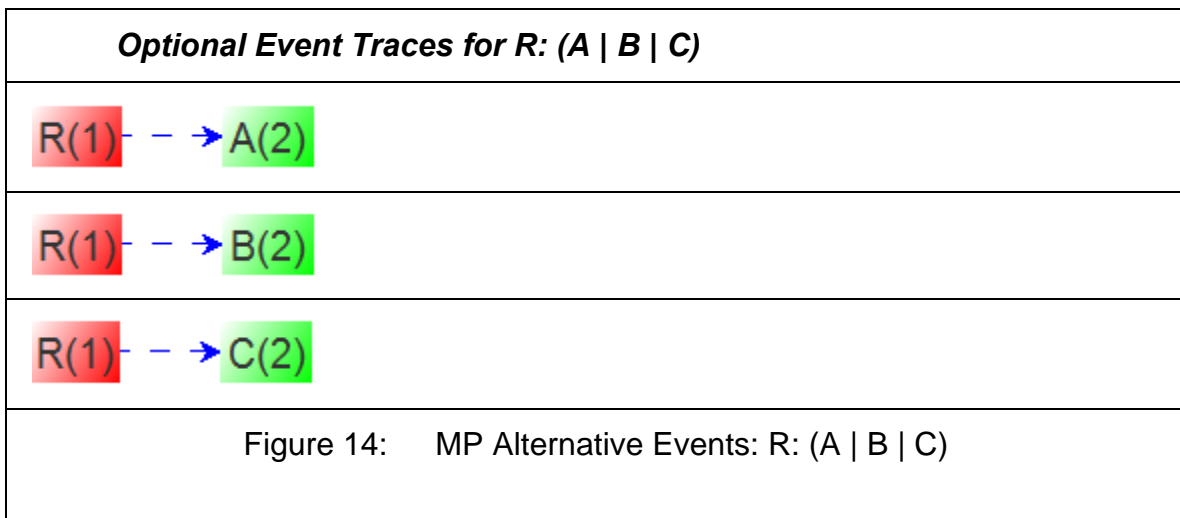 Optional Event Traces for R: (A | B | C)
R(1) A(2)
R(1) B(2)
R(1) C(2)
Figure 14: MP Alternative Events: R: (A | B | C)